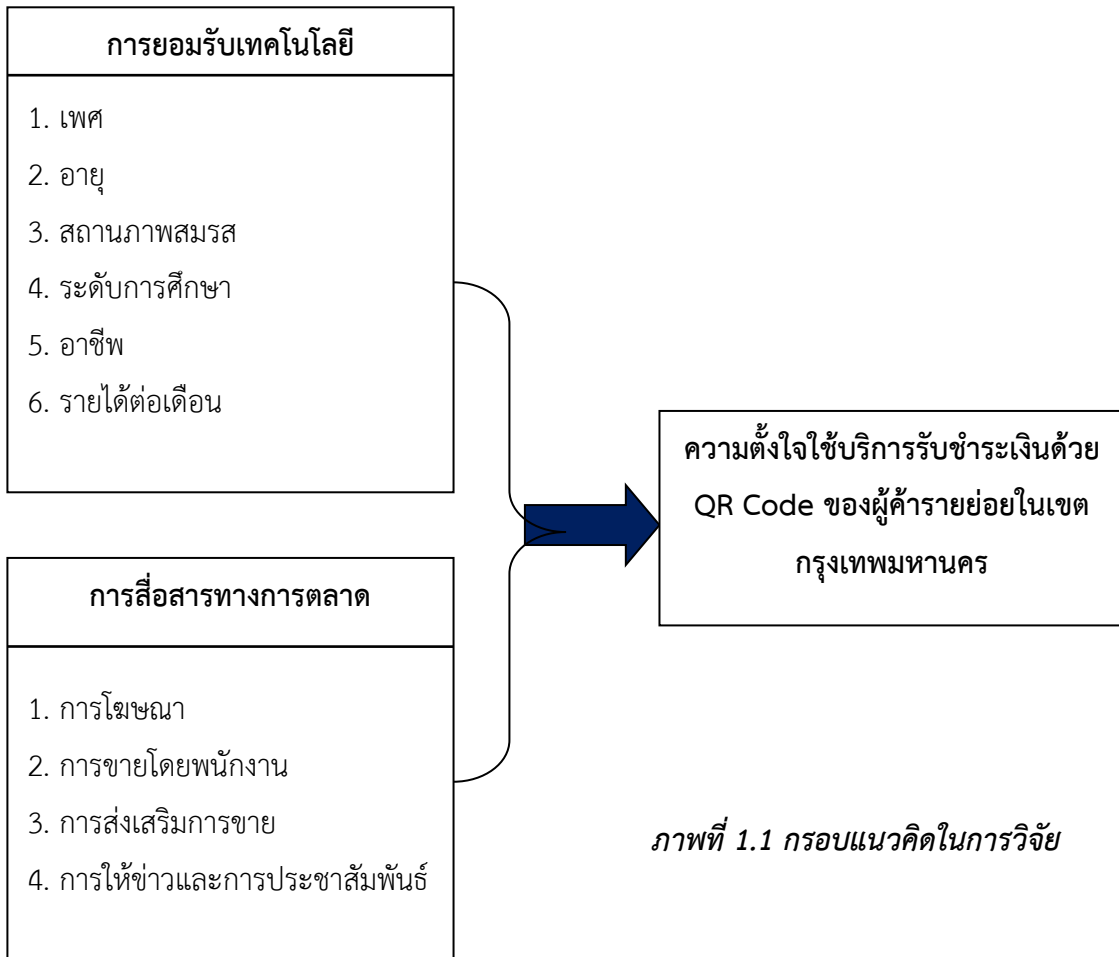 การยอมรับเทคโนโลยี
1. เพศ
2. อายุ
3. สถานภาพสมรส
4. ระดับการศึกษา
5. อาชีพ
6. รายได้ต่อเดือน
ความตั้งใจใช้บริการรับชำระเงินด้วย
QR Code ของผู้ค้ารายย่อยในเขต
กรุงเทพมหานคร
การสื่อสารทางการตลาด
1. การโฆษณา
2. การขายโดยพนักงาน
3. การส่งเสริมการขาย
4. การให้ข่าวและการประชาสัมพันธ์
ภาพที่ 1.1 กรอบแนวคิดในการวิจัย